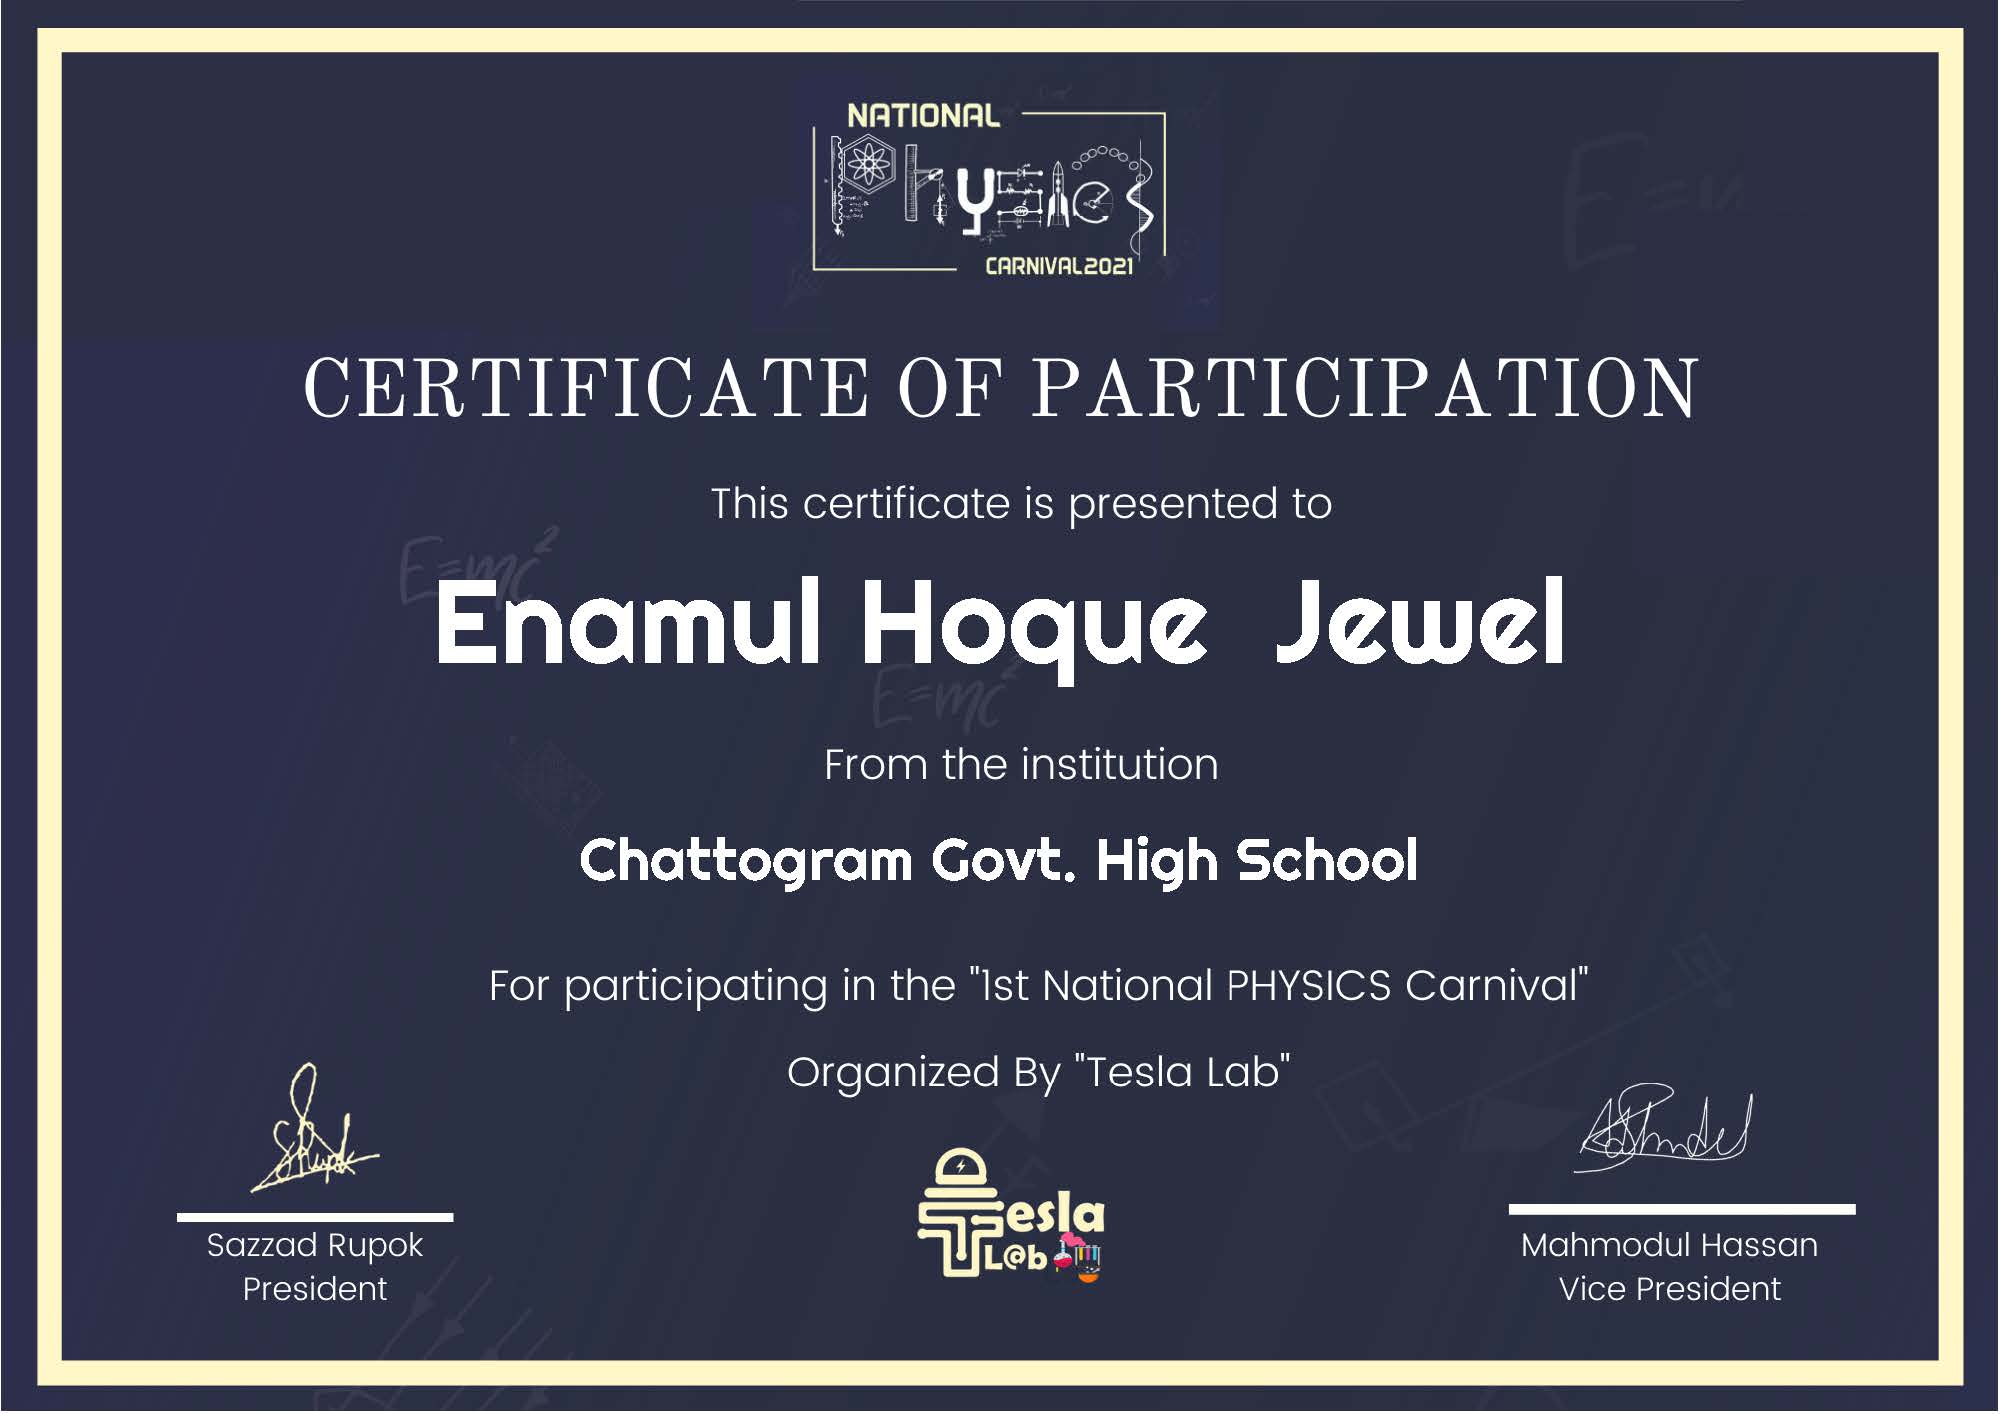 NATIONAL
Physics
CARNIVAL2021
CERTIFICATE OF PARTICIPATION
This certificate is presented to
E=mc²
Enamul Hoque Jewel
E=mc²
From the institution
Chattogram Govt. High School
For participating in the "1st National PHYSICS Carnival"
Organized By "Tesla Lab"
Tesla
L@b
Sazzad Rupok
President
Mahmodul Hassan
Vice President